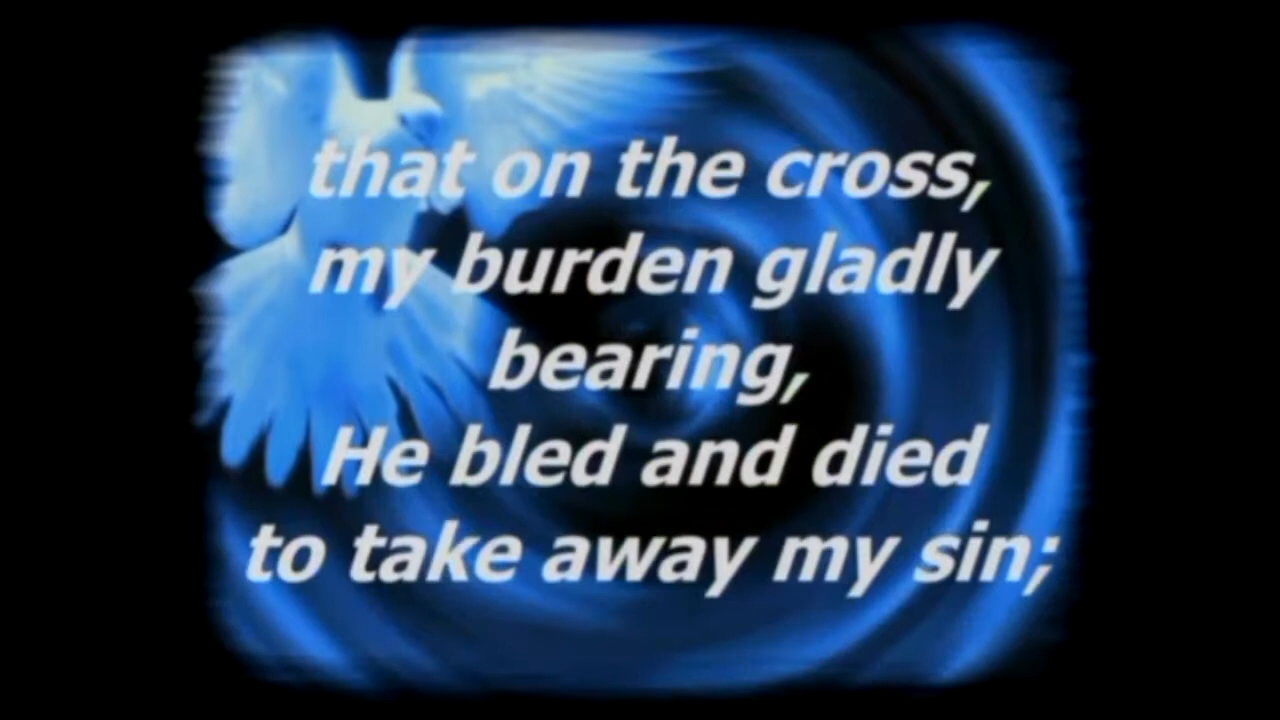 that on the cross,
my burden gladly
bearing,
He bled and died
to take away my sin;